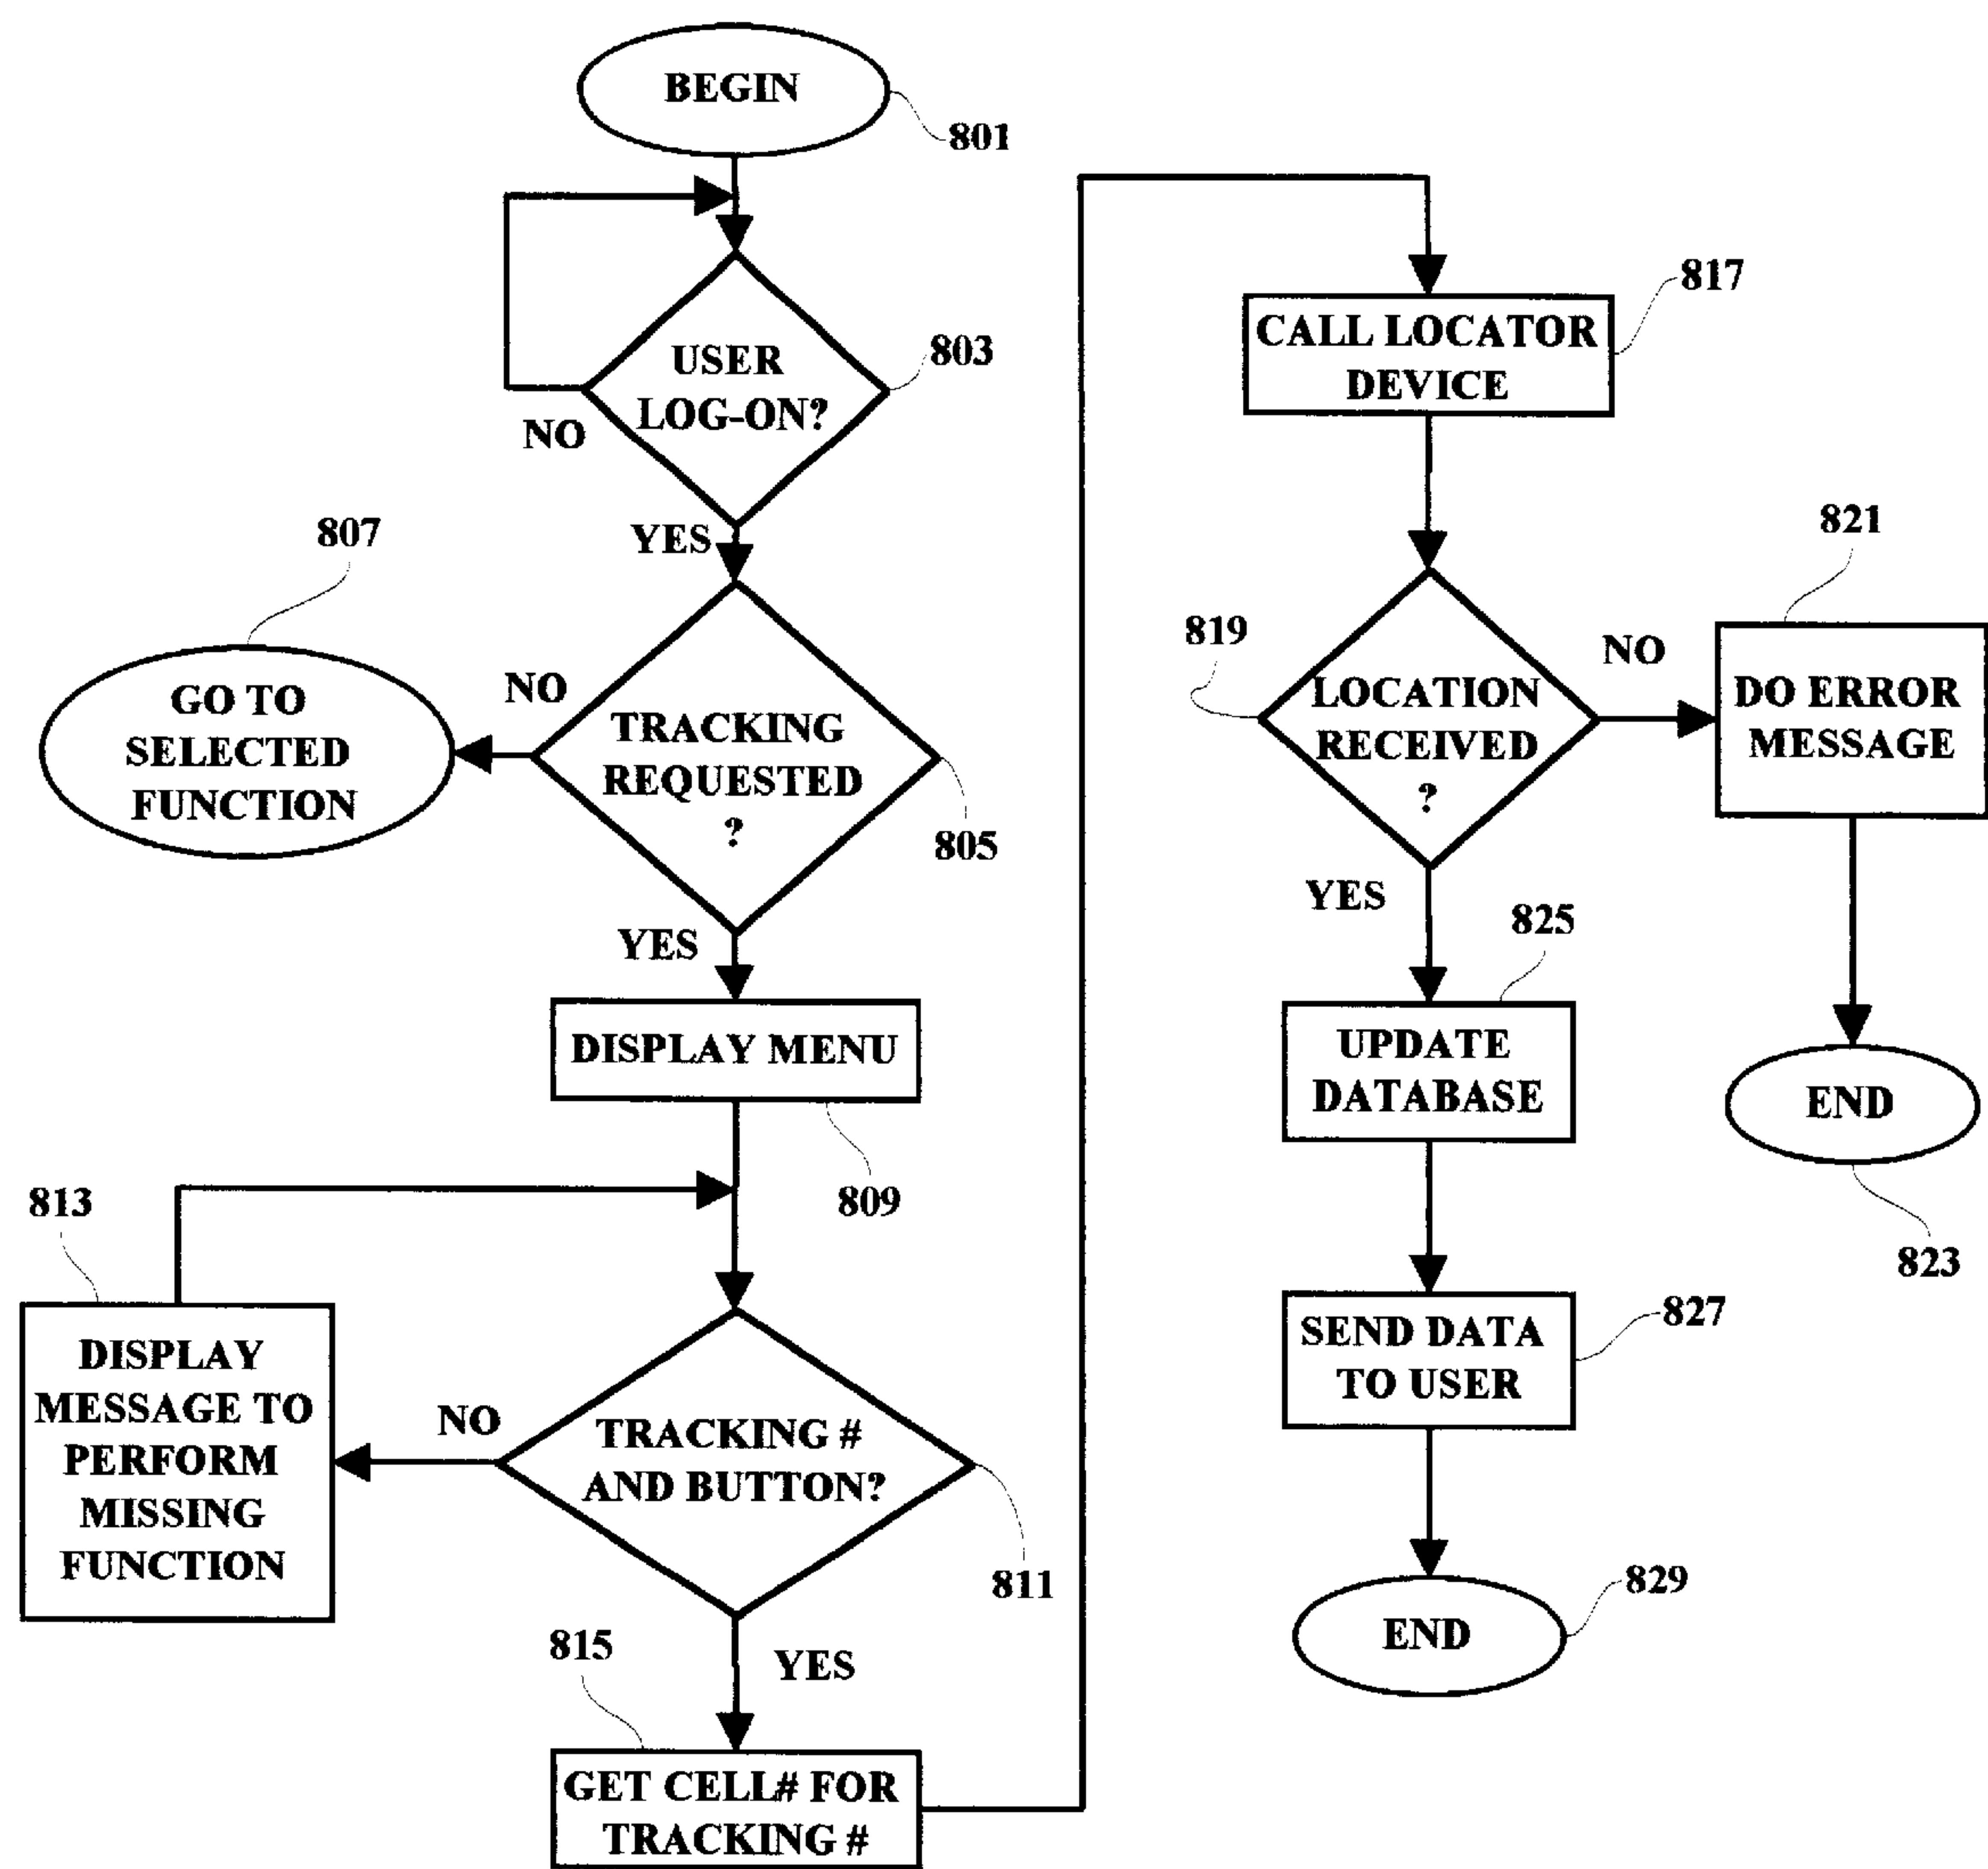 BEGIN
801
USER
LOG-ON?
803
NO
YES
807
GO TO
SELECTED
FUNCTION
NO
TRACKING
REQUESTED
?
805
YES
DISPLAY MENU
809
813
DISPLAY
MESSAGE TO
PERFORM
MISSING
FUNCTION
NO
TRACKING #
AND BUTTON?
811
YES
815
GET CELL# FOR
TRACKING #
817
CALL LOCATOR
DEVICE
819
LOCATION
RECEIVED
?
NO
821
DO ERROR
MESSAGE
YES
825
UPDATE
DATABASE
END
823
827
SEND DATA
TO USER
829
END